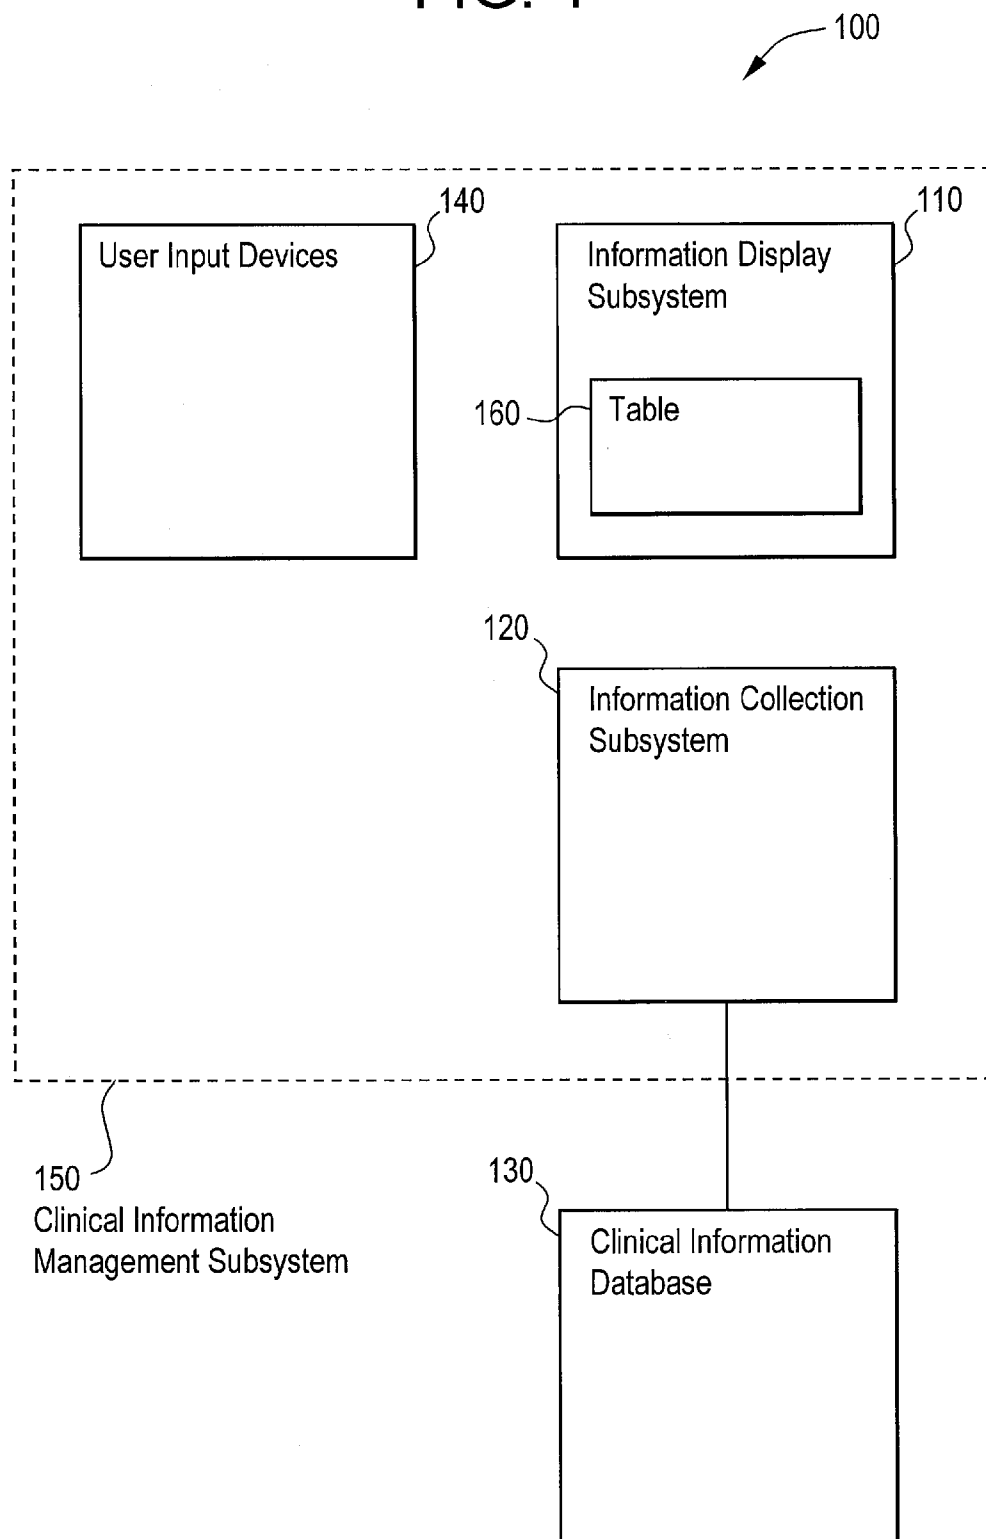 100
140
110
User Input Devices
Information Display
Subsystem
160
Table
120
Information Collection
Subsystem
150
Clinical Information
Management Subsystem
130
Clinical Information
Database